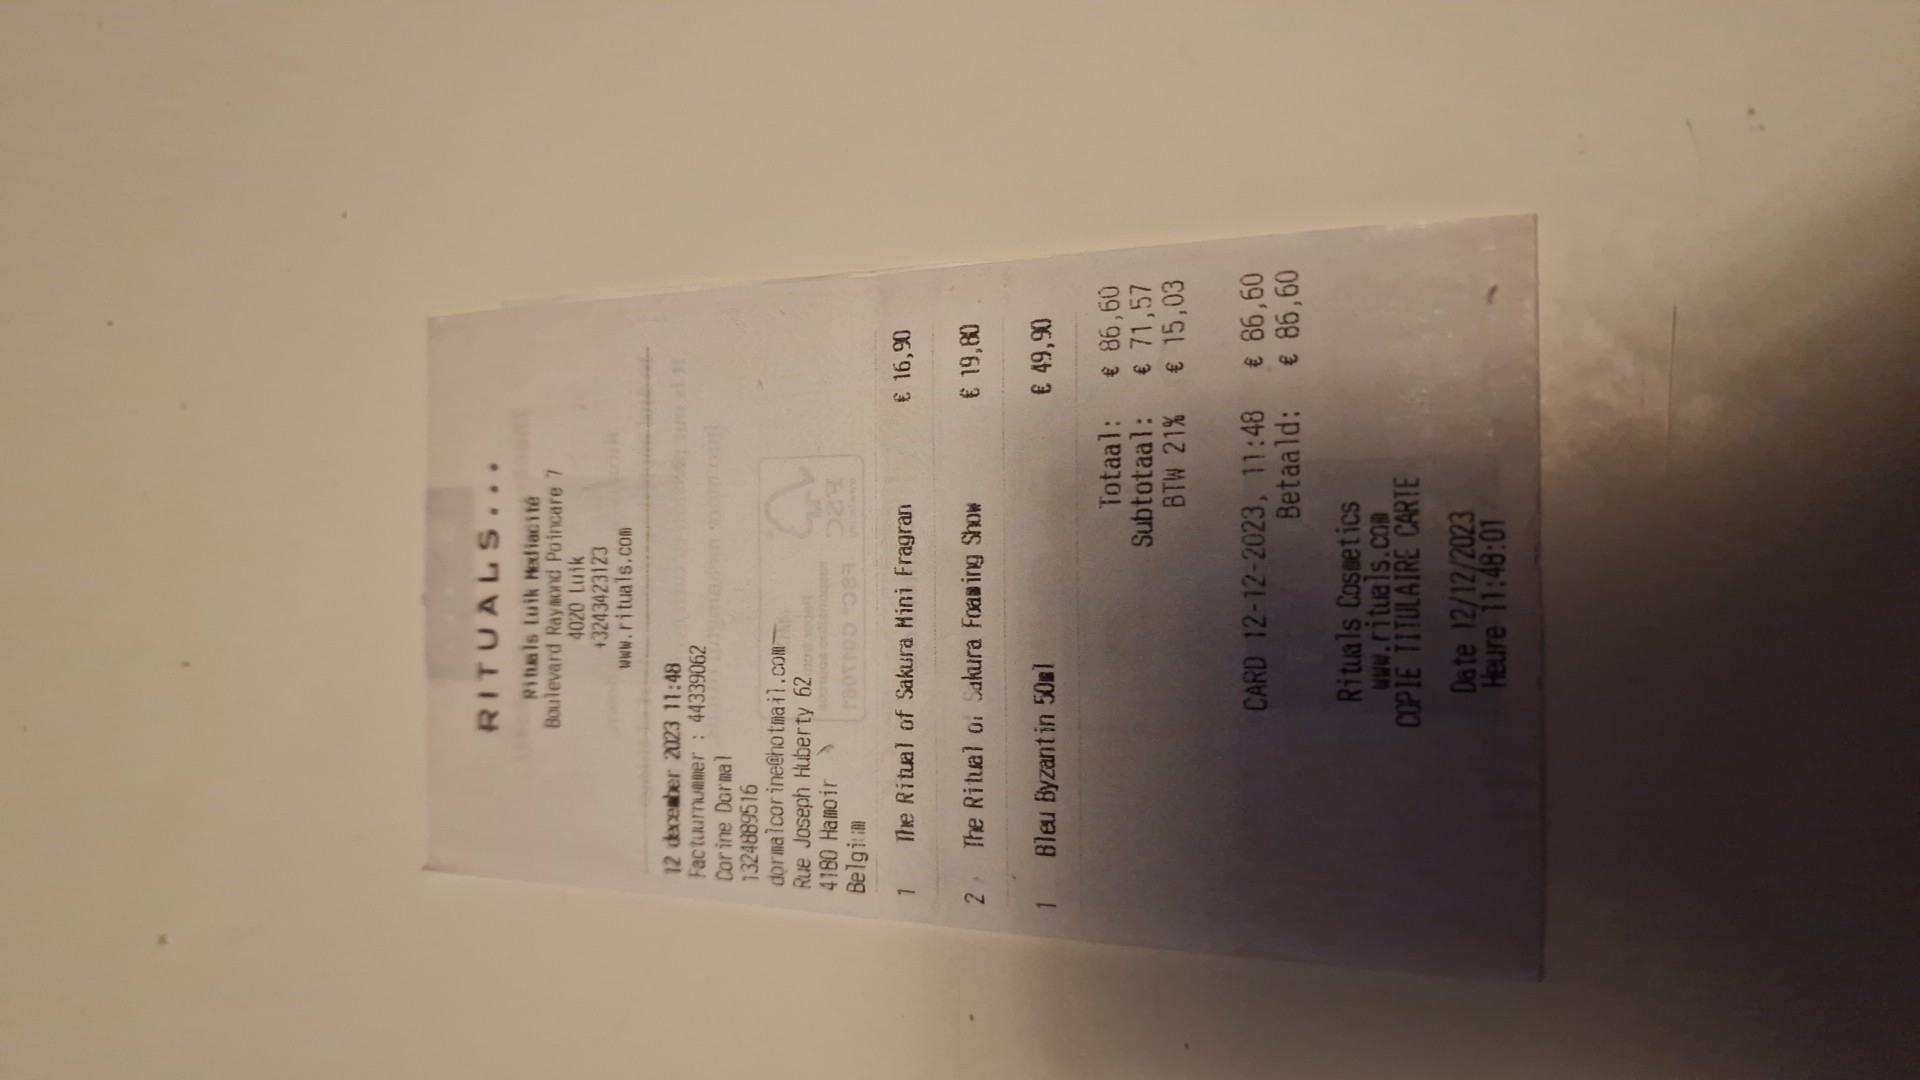 RITUALS...
Rituals Luik Mediacité
Boulevard Raymond Poincare 7
4020 Luik
+3243423123
www.rituals.com
12 december 2023 11:48
Factuurnummer : 44339062
Corine Dormal
1324889516
dormalcorine@hotmail.com
Rue Joseph Huberty 62
4180 Hamoir
Belgium
1 The Ritual of Sakura Mini Fragran € 16,90
2 The Ritual of Sakura Foaming Show € 19,80
1 Bleu Byzantin 50ml € 49,90
Totaal: € 86,60
Subtotaal: € 71,57
BTW 21% € 15,03
CARD 12-12-2023, 11:48 € 86,60
Betaald: € 86,60
Rituals Cosmetics
www.rituals.com
COPIE TITULAIRE CARTE
Date 12/12/2023
Heure 11:48:01